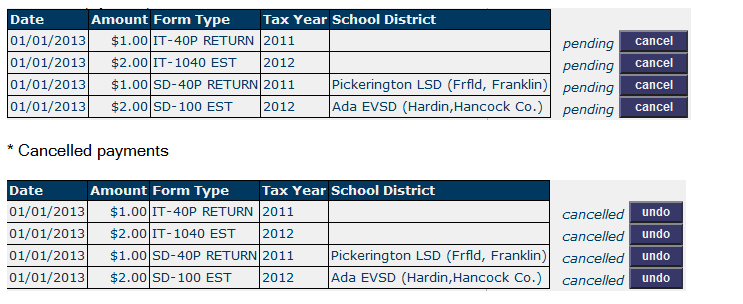 Date Amount Form Type Tax Year School District
01/01/2013 $1.00 IT-40P RETURN 2011 pending cancel
01/01/2013 $2.00 IT-1040 EST 2012 pending cancel
01/01/2013 $1.00 SD-40P RETURN 2011 Pickerington LSD (Frfld, Franklin) pending cancel
01/01/2013 $2.00 SD-100 EST 2012 Ada EVSD (Hardin,Hancock Co.) pending cancel
* Cancelled payments
Date Amount Form Type Tax Year School District
01/01/2013 $1.00 IT-40P RETURN 2011 cancelled undo
01/01/2013 $2.00 IT-1040 EST 2012 cancelled undo
01/01/2013 $1.00 SD-40P RETURN 2011 Pickerington LSD (Frfld, Franklin) cancelled undo
01/01/2013 $2.00 SD-100 EST 2012 Ada EVSD (Hardin,Hancock Co.) cancelled undo